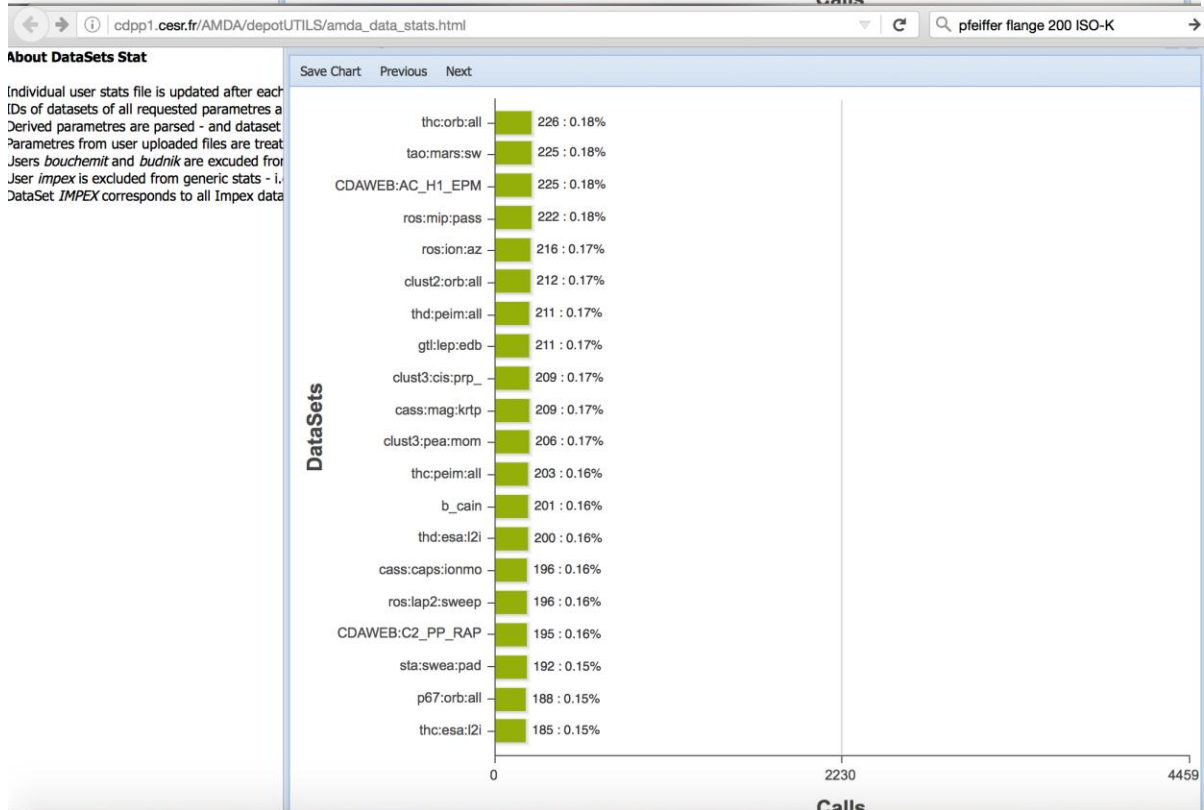 Calls
cdpp1.cesr.fr/AMDA/depotUTILS/amda_data_stats.html
pfeiffer flange 200 ISO-K
About DataSets Stat
Individual user stats file is updated after each
IDs of datasets of all requested parametres a
Derived parametres are parsed - and dataset
Parametres from user uploaded files are treat
Users bouchemit and budnik are excuded fror
User impex is excluded from generic stats - i.
DataSet IMPEX corresponds to all Impex data
Save Chart Previous Next
DataSets
thc:orb:all 226 : 0.18%
tao:mars:sw 225 : 0.18%
CDAWEB:AC_H1_EPM 225 : 0.18%
ros:mip:pass 222 : 0.18%
ros:ion:az 216 : 0.17%
clust2:orb:all 212 : 0.17%
thd:peim:all 211 : 0.17%
gtl:lep:edb 211 : 0.17%
clust3:cis:prp_ 209 : 0.17%
cass:mag:krtp 209 : 0.17%
clust3:pea:mom 206 : 0.17%
thc:peim:all 203 : 0.16%
b_cain 201 : 0.16%
thd:esa:l2i 200 : 0.16%
cass:caps:ionmo 196 : 0.16%
ros:lap2:sweep 196 : 0.16%
CDAWEB:C2_PP_RAP 195 : 0.16%
sta:swea:pad 192 : 0.15%
p67:orb:all 188 : 0.15%
thc:esa:l2i 185 : 0.15%
0 2230 4459
Calls